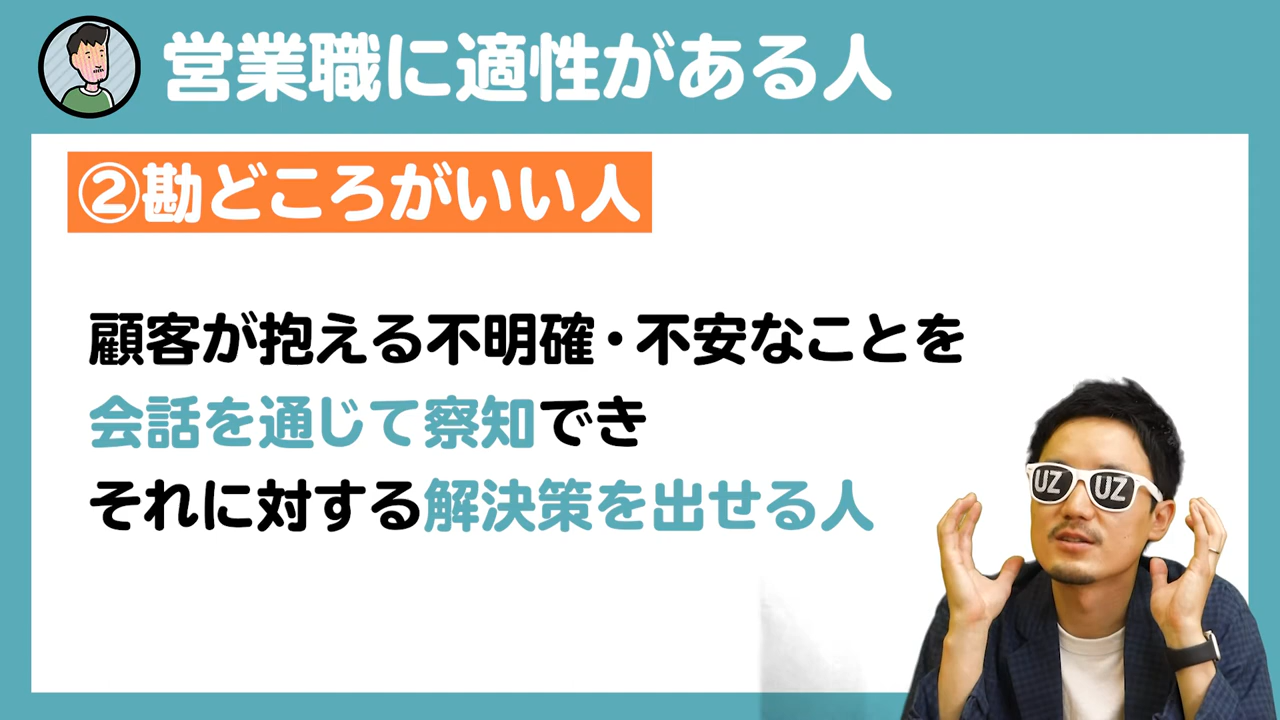 営業職に適性がある人
②勘どころがいい人
顧客が抱える不明確・不安なことを
会話を通じて察知でき
それに対する解決策を出せる人
UZ UZ